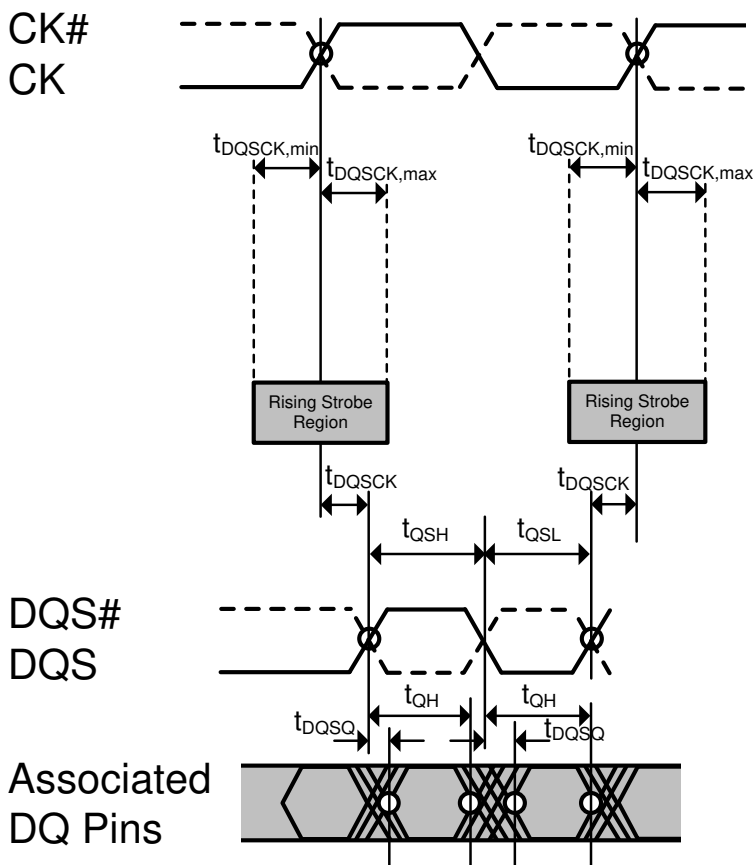 CK#
CK
tDQSCK,min
tDQSCK,max
tDQSCK,min
tDQSCK,max
Rising Strobe
Region
Rising Strobe
Region
tDQSCK
tDQSCK
tQSH
tQSL
DQS#
DQS
tQH
tQH
tDQSQ
tDQSQ
Associated
DQ Pins